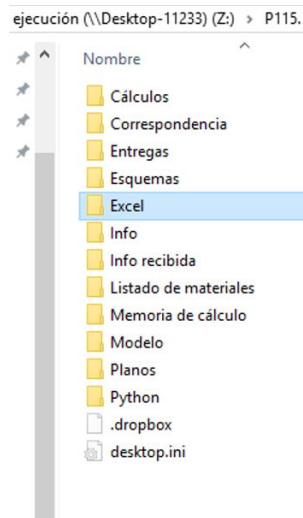 ejecución (\\Desktop-11233) (Z:) > P115.
Nombre
Cálculos
Correspondencia
Entregas
Esquemas
Excel
Info
Info recibida
Listado de materiales
Memoria de cálculo
Modelo
Planos
Python
.dropbox
desktop.ini